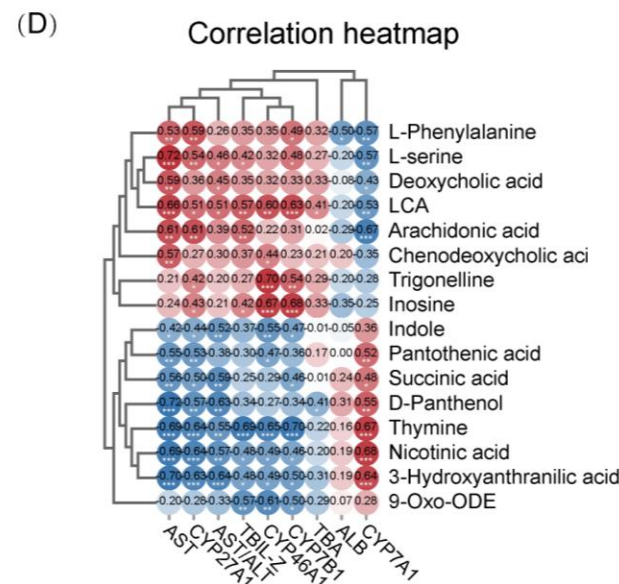 (D)
Correlation heatmap
0.53 0.59 0.26 0.35 0.35 0.49 0.32 -0.50 -0.57 L-Phenylalanine
0.72 0.54 0.46 0.42 0.32 0.48 0.27 -0.20 -0.57 L-serine
0.59 0.36 0.45 0.35 0.32 0.33 0.33 -0.08 -0.43 Deoxycholic acid
0.66 0.51 0.51 0.57 0.60 0.63 0.41 -0.20 -0.53 LCA
0.61 0.61 0.39 0.52 0.22 0.31 0.02 -0.29 -0.67 Arachidonic acid
0.57 0.27 0.30 0.37 0.44 0.23 0.21 0.20 -0.35 Chenodeoxycholic aci
0.21 0.42 0.20 0.27 0.70 0.54 0.29 -0.20 -0.28 Trigonelline
0.24 0.43 0.21 0.42 0.67 0.68 0.33 -0.35 -0.25 Inosine
-0.42 -0.44 -0.52 -0.37 -0.55 -0.47 -0.01 -0.05 0.36 Indole
-0.55 -0.53 -0.38 -0.30 -0.47 -0.36 0.17 0.00 0.52 Pantothenic acid
-0.56 -0.50 -0.59 -0.25 -0.29 -0.46 -0.01 0.24 0.48 Succinic acid
-0.72 -0.57 -0.63 -0.34 -0.27 -0.34 -0.41 0.31 0.55 D-Panthenol
-0.69 -0.64 -0.57 -0.69 -0.65 -0.70 -0.22 0.16 0.67 Thymine
-0.69 -0.64 -0.57 -0.48 -0.49 -0.46 -0.20 0.19 0.68 Nicotinic acid
-0.70 -0.63 -0.64 -0.48 -0.49 -0.50 -0.31 0.19 0.64 3-Hydroxyanthranilic acid
-0.20 -0.28 -0.33 -0.57 -0.61 -0.50 -0.29 0.07 0.28 9-Oxo-ODE
AST CYP27A1 AST/ALT TBIL-Z CYP46A1 CYP7B1 TBA ALB CYP7A1